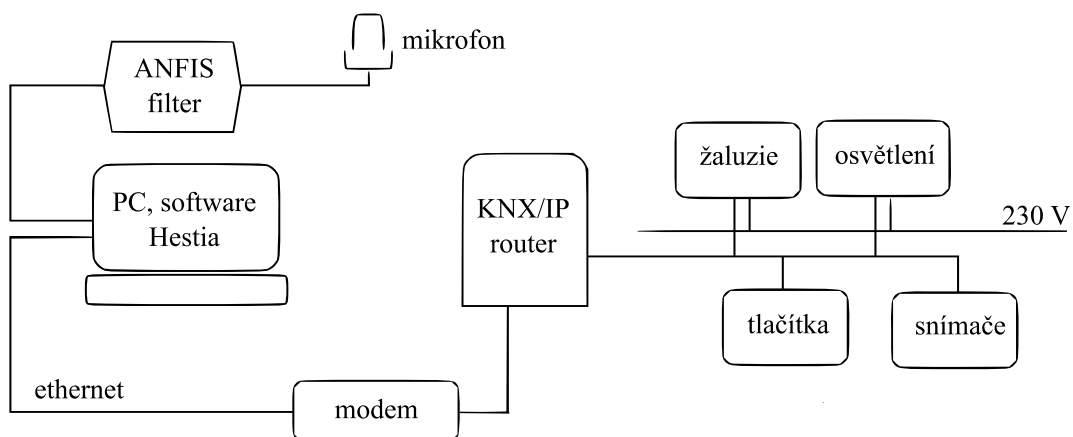 mikrofon
ANFIS
filter
PC, software
Hestia
KNX/IP
router
žaluzie
osvětlení
230 V
tlačítka
snímače
ethernet
modem